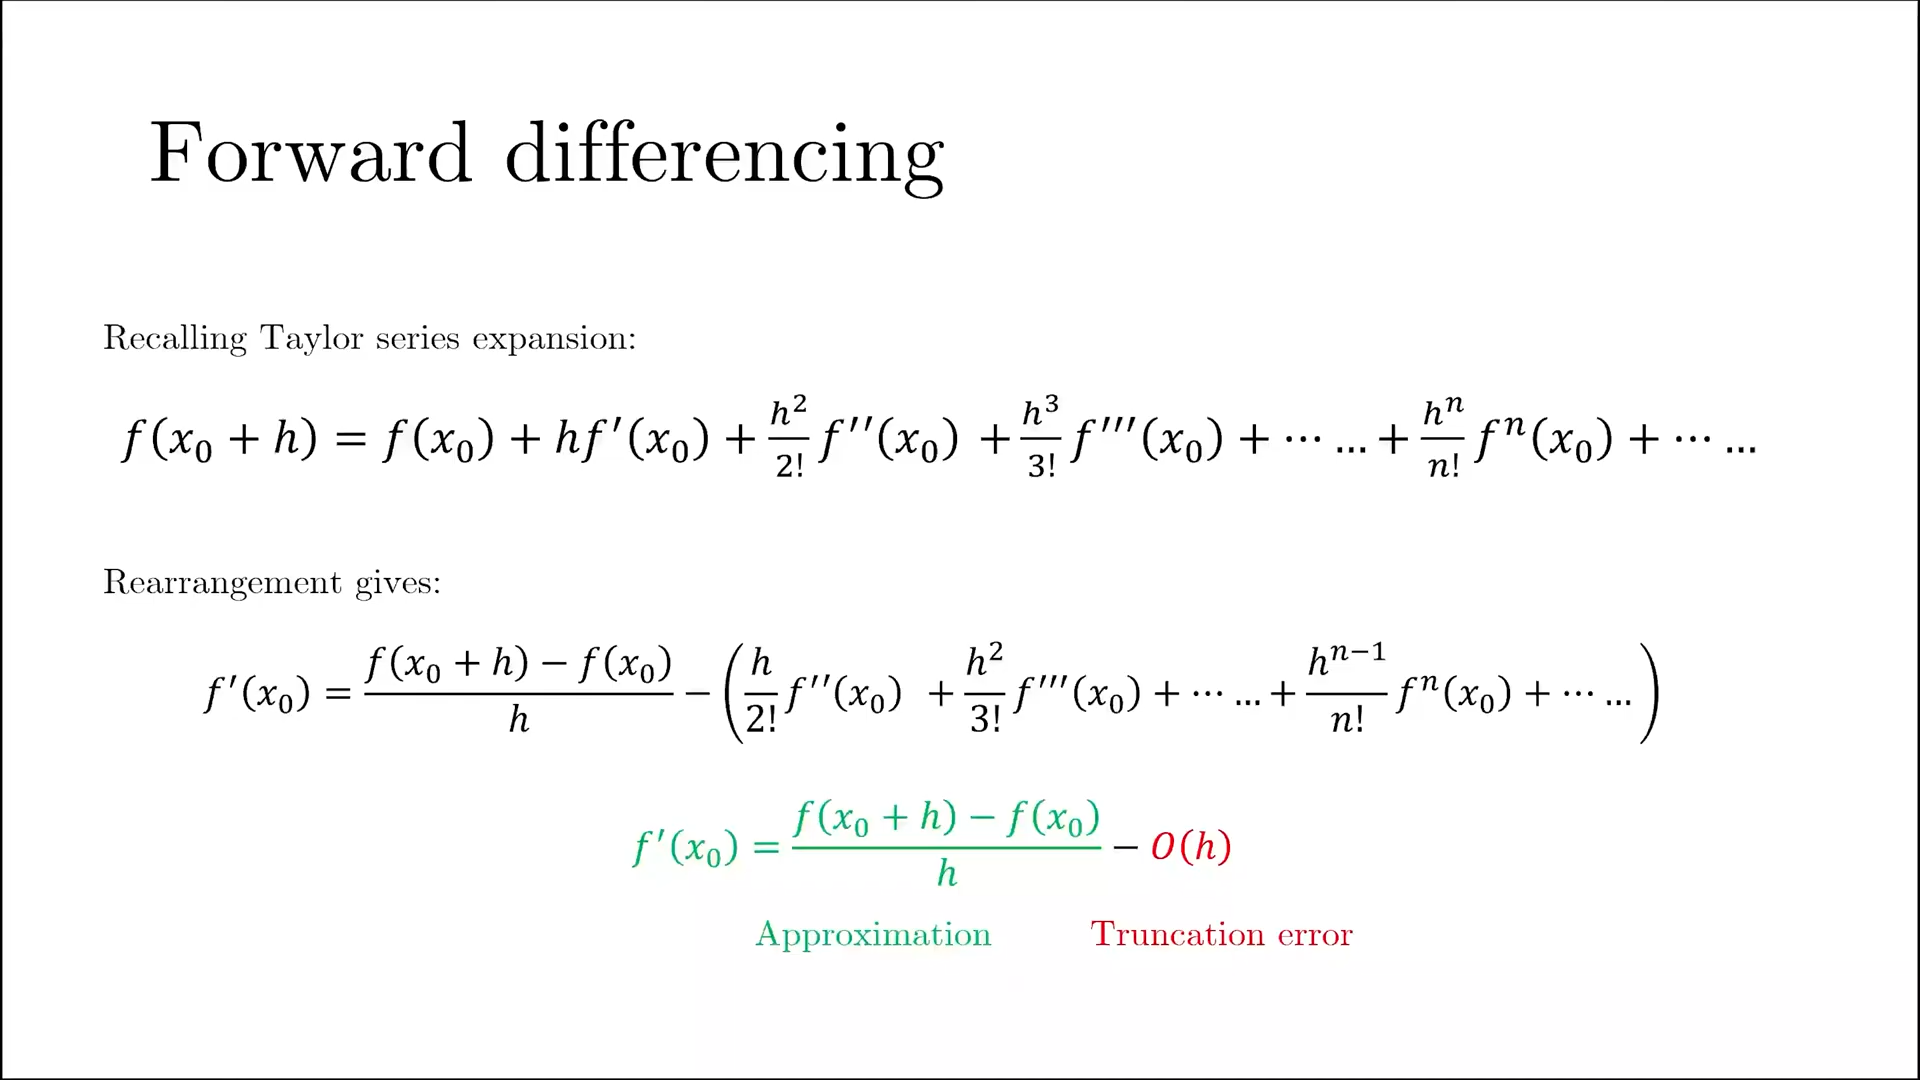 Forward differencing
Recalling Taylor series expansion:
f(x₀ + h) = f(x₀) + hf′(x₀) + h²/2! f′′(x₀) + h³/3! f′′′(x₀) + ⋯ … + hⁿ/n! fⁿ(x₀) + ⋯ …
Rearrangement gives:
f′(x₀) = f(x₀ + h) − f(x₀)/h − (h/2! f′′(x₀) + h²/3! f′′′(x₀) + ⋯ … + hⁿ⁻¹/n! fⁿ(x₀) + ⋯ …)
f′(x₀) = f(x₀ + h) − f(x₀)/h − O(h)
Approximation Truncation error